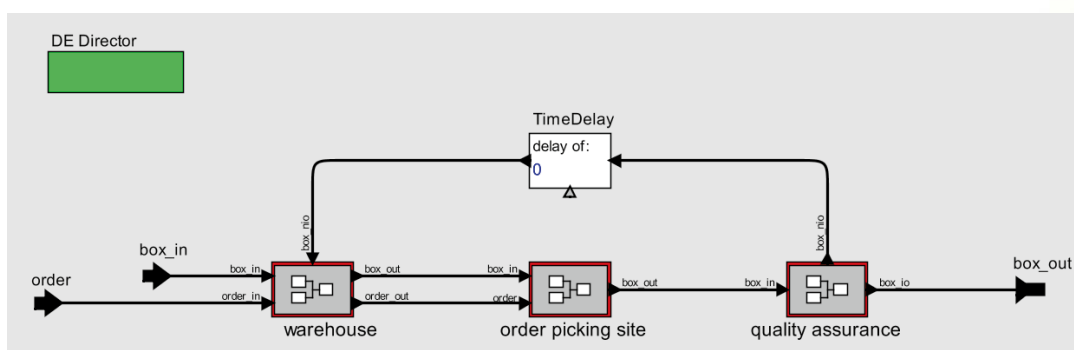 DE Director
TimeDelay
delay of:
0
box_nio
box_nio
box_in
box_in
box_out
box_in
order
order_in
order_out
order
box_out
box_in
box_io
box_out
warehouse
order picking site
quality assurance